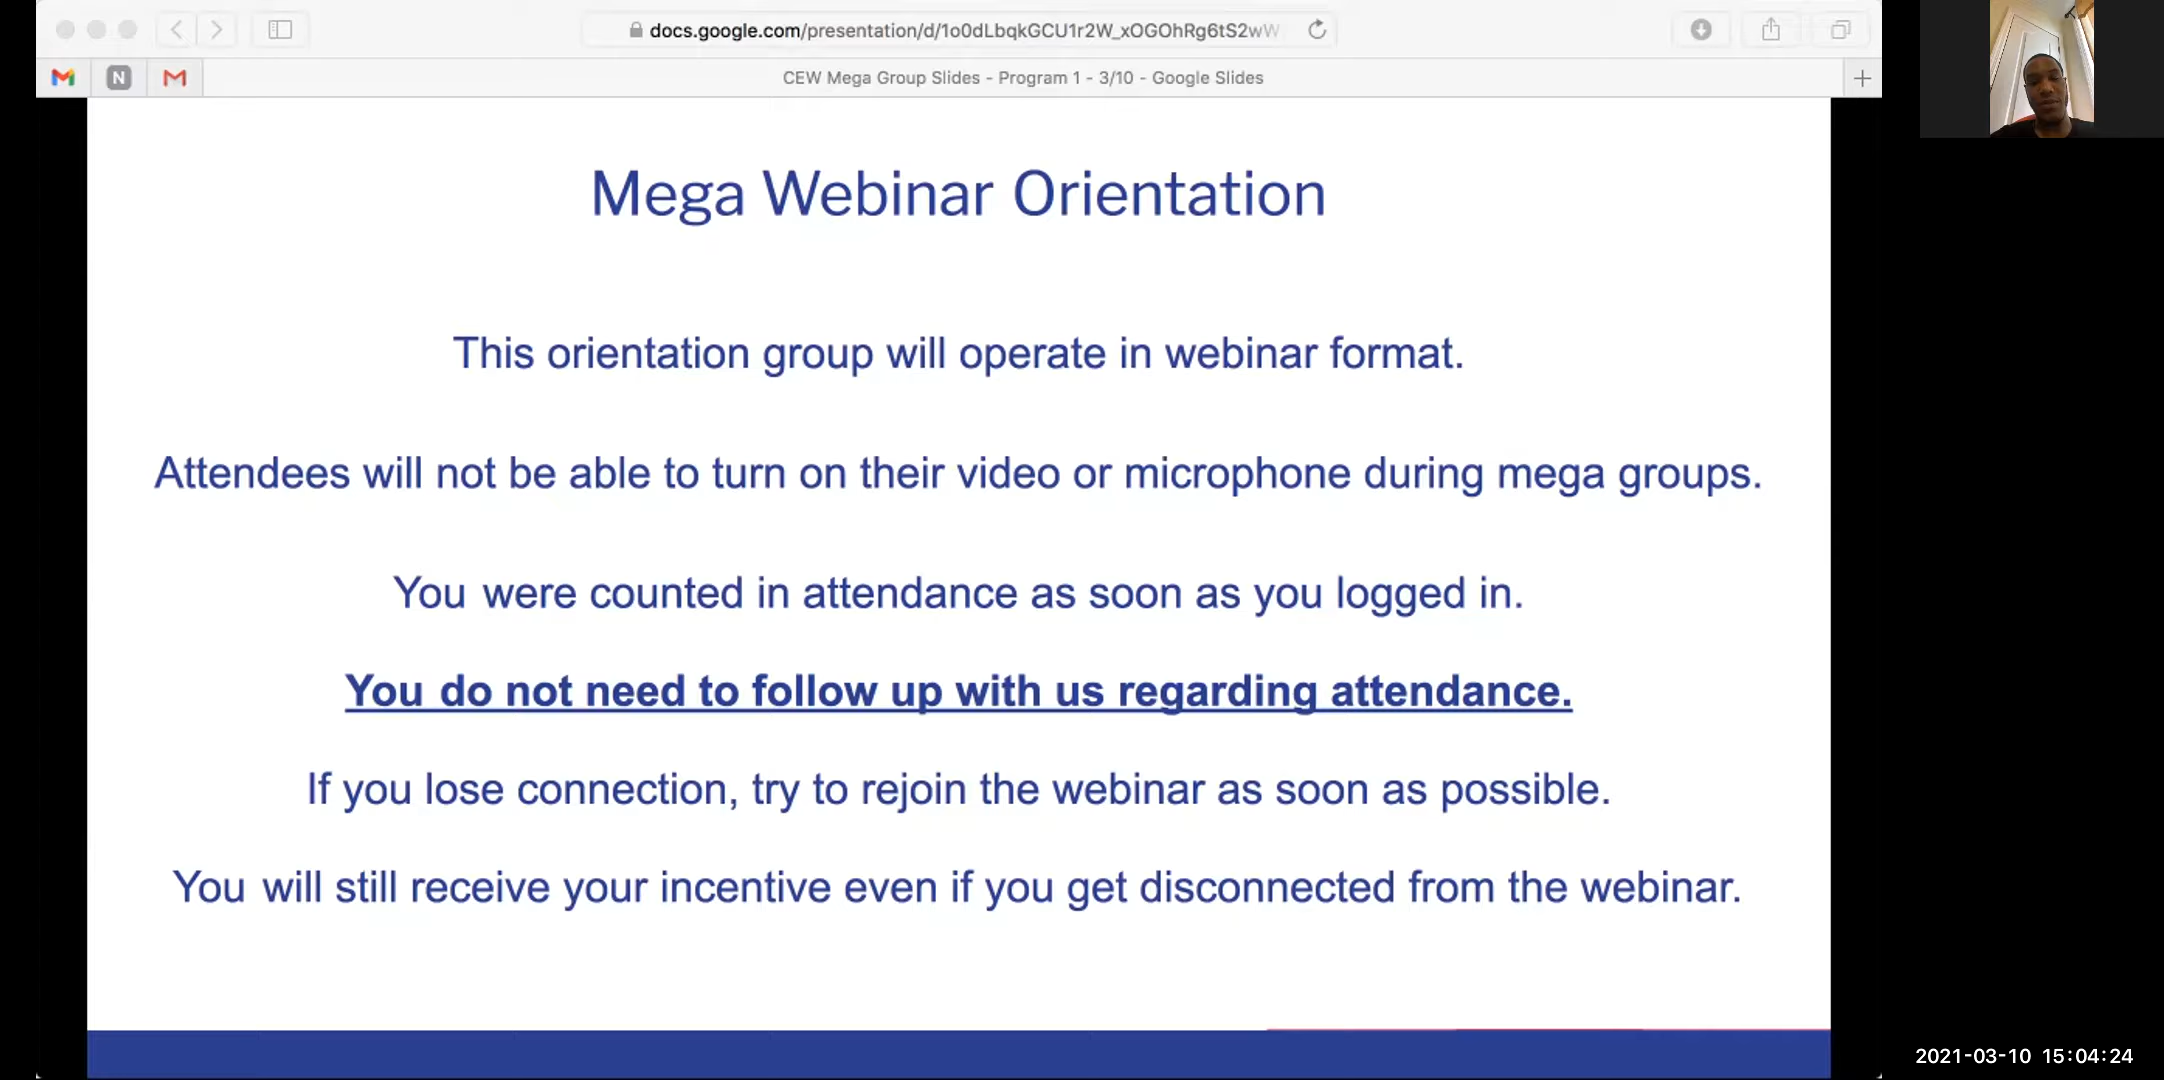 docs.google.com/presentation/d/1o0dLbqkGCU1r2W_xOGOhRg6tS2wW
N
CEW Mega Group Slides - Program 1 - 3/10 - Google Slides
Mega Webinar Orientation
This orientation group will operate in webinar format.
Attendees will not be able to turn on their video or microphone during mega groups.
You were counted in attendance as soon as you logged in.
You do not need to follow up with us regarding attendance.
If you lose connection, try to rejoin the webinar as soon as possible.
You will still receive your incentive even if you get disconnected from the webinar.
2021-03-10 15:04:24